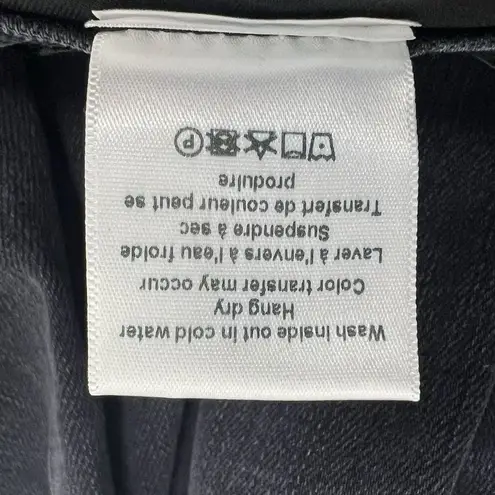 Wash inside out in cold water
Hang dry
Color transfer may occur
Laver à l'envers à l'eau froide
Suspendre à sec
Transfert de couleur peut se
produire
P